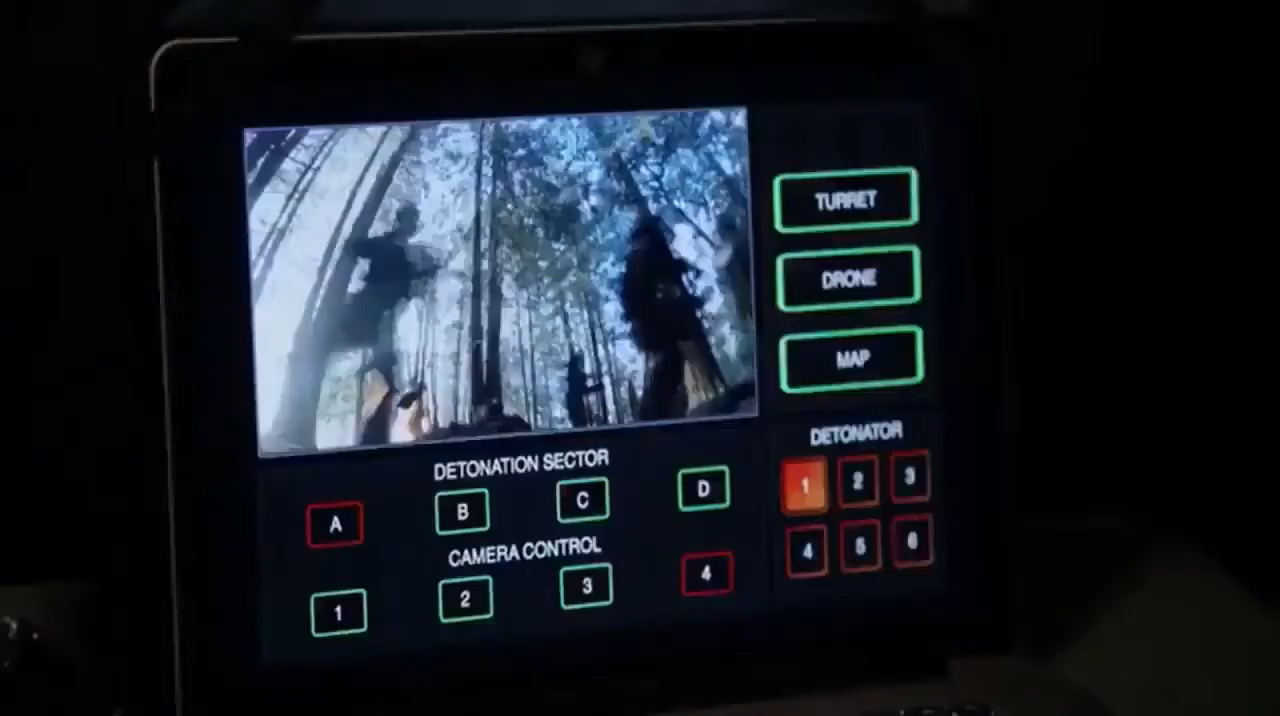 TURRET
DRONE
MAP
DETONATOR
1 2 3
4 5 6
DETONATION SECTOR
A B C D
CAMERA CONTROL
1 2 3 4